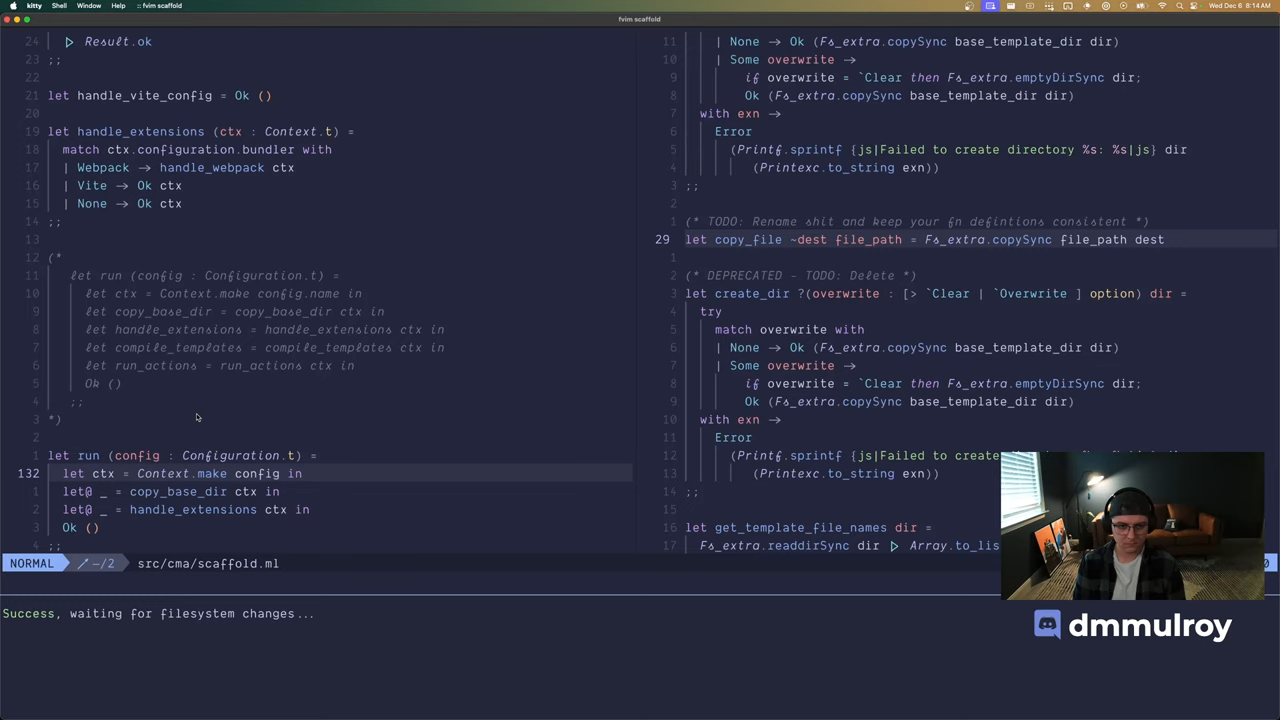 kitty Shell Window Help :: fvim scaffold
Wed Dec 6 8:14 AM
fvim scaffold
24 ▷ Result.ok
23 ;;
22
21 let handle_vite_config = Ok ()
20
19 let handle_extensions (ctx : Context.t) =
18 match ctx.configuration.bundler with
17 | Webpack → handle_webpack ctx
16 | Vite → Ok ctx
15 | None → Ok ctx
14 ;;
13
12 (*
11 let run (config : Configuration.t) =
10 let ctx = Context.make config.name in
9 let copy_base_dir = copy_base_dir ctx in
8 let handle_extensions = handle_extensions ctx in
7 let compile_templates = compile_templates ctx in
6 let run_actions = run_actions ctx in
5 Ok ()
4 ;;
3 *)
2
1 let run (config : Configuration.t) =
132 let ctx = Context.make config in
1 let@ _ = copy_base_dir ctx in
2 let@ _ = handle_extensions ctx in
3 Ok ()
4 ;;
11 | None → Ok (Fs_extra.copySync base_template_dir dir)
10 | Some overwrite →
9 if overwrite = `Clear then Fs_extra.emptyDirSync dir;
8 Ok (Fs_extra.copySync base_template_dir dir)
7 with exn →
6 Error
5 (Printf.sprintf {js|Failed to create directory %s: %s|js} dir
4 (Printexc.to_string exn))
3 ;;
2
1 (* TODO: Rename shit and keep your fn defintions consistent *)
29 let copy_file ~dest file_path = Fs_extra.copySync file_path dest
1
2 (* DEPRECATED - TODO: Delete *)
3 let create_dir ?(overwrite : [> `Clear | `Overwrite ] option) dir =
4 try
5 match overwrite with
6 | None → Ok (Fs_extra.copySync base_template_dir dir)
7 | Some overwrite →
8 if overwrite = `Clear then Fs_extra.emptyDirSync dir;
9 Ok (Fs_extra.copySync base_template_dir dir)
10 with exn →
11 Error
12 (Printf.sprintf {js|Failed to create
13 (Printexc.to_string exn))
14 ;;
15
16 let get_template_file_names dir =
17 Fs_extra.readdirSync dir ▷ Array.to_lis
NORMAL ~/2 src/cma/scaffold.ml
Success, waiting for filesystem changes...
dmmulroy